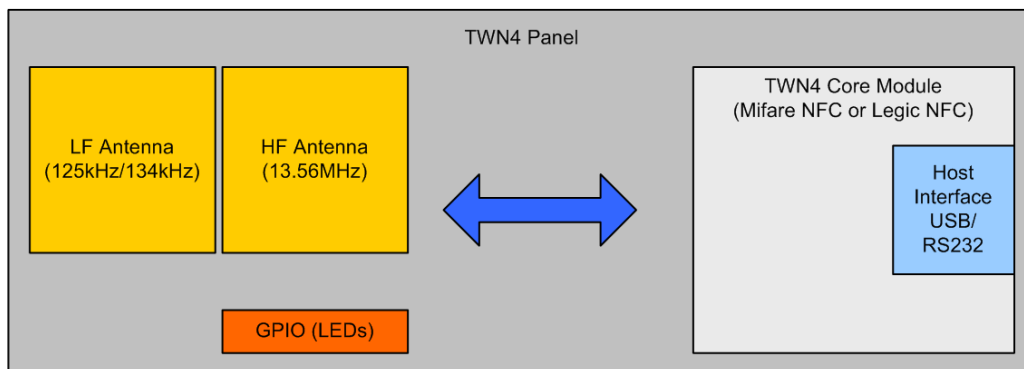 TWN4 Panel
LF Antenna
(125kHz/134kHz)
HF Antenna
(13.56MHz)
GPIO (LEDs)
TWN4 Core Module
(Mifare NFC or Legic NFC)
Host
Interface
USB/
RS232